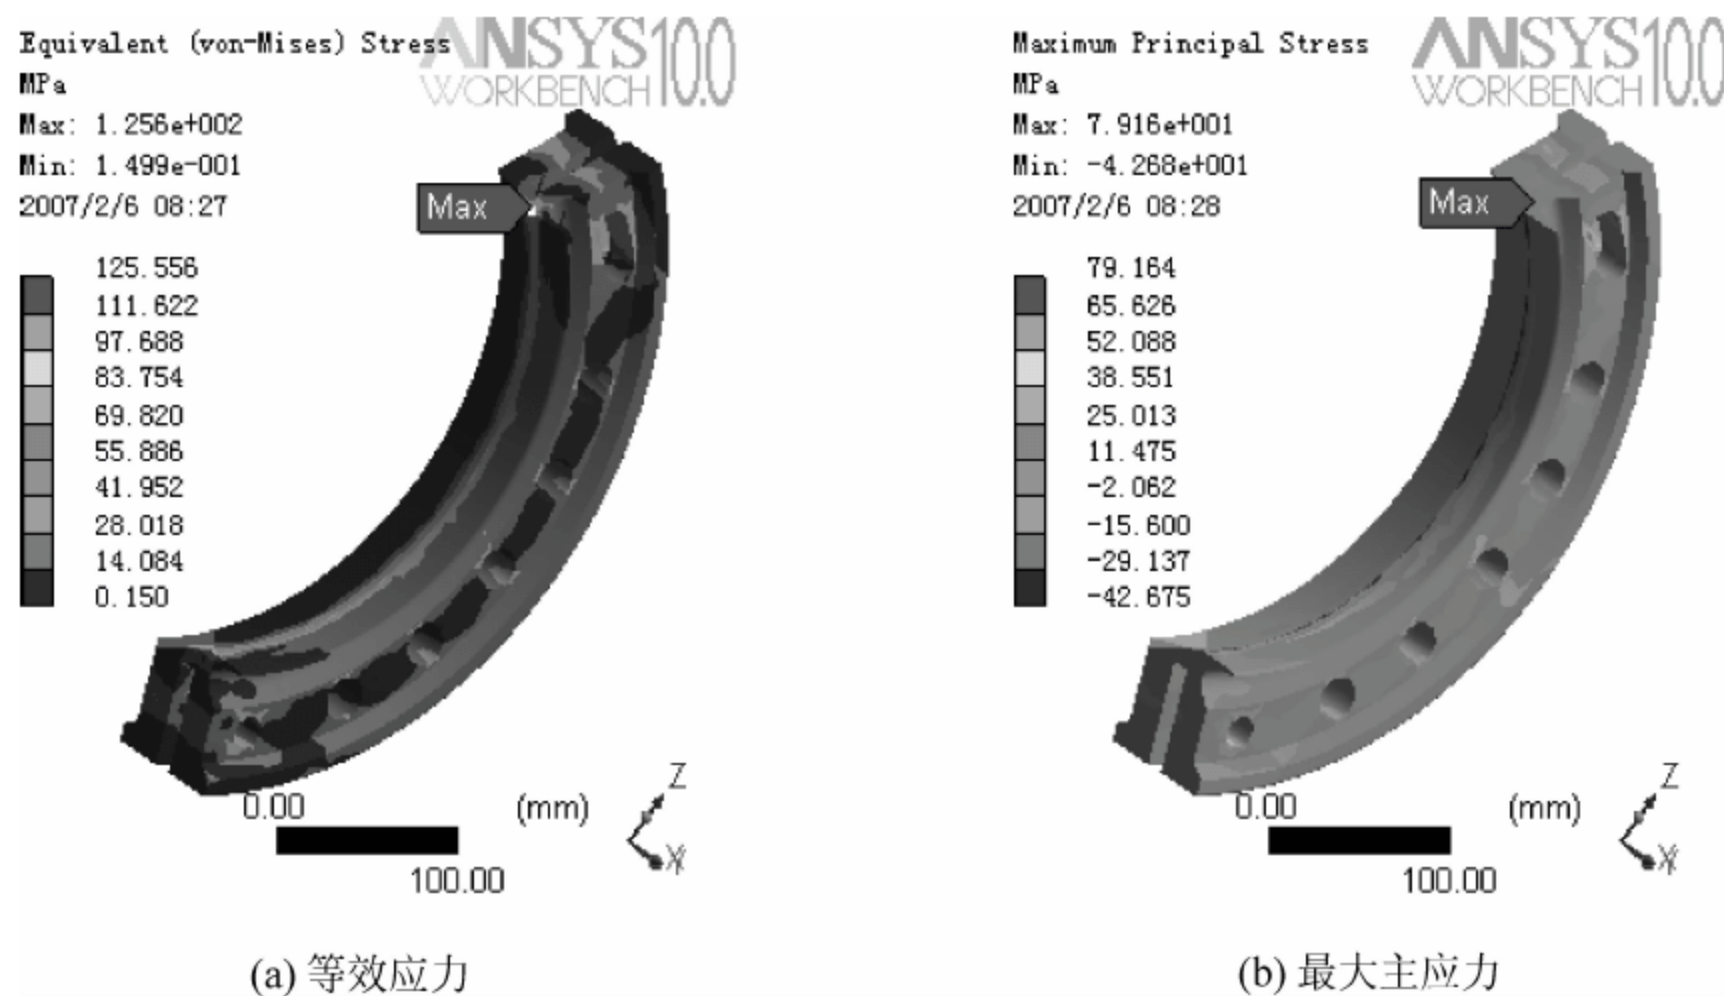 Equivalent (von-Mises) Stress
MPa
Max: 1.256e+002
Min: 1.499e-001
2007/2/6 08:27
ANSYS 10.0
WORKBENCH
Max
125.556
111.622
97.688
83.754
69.820
55.886
41.952
28.018
14.084
0.150
0.00
(mm)
100.00
Z
X
(a) 等效应力
Maximum Principal Stress
MPa
Max: 7.916e+001
Min: -4.268e+001
2007/2/6 08:28
ANSYS 10.0
WORKBENCH
Max
79.164
65.626
52.088
38.551
25.013
11.475
-2.062
-15.600
-29.137
-42.675
0.00
(mm)
100.00
Z
X
(b) 最大主应力